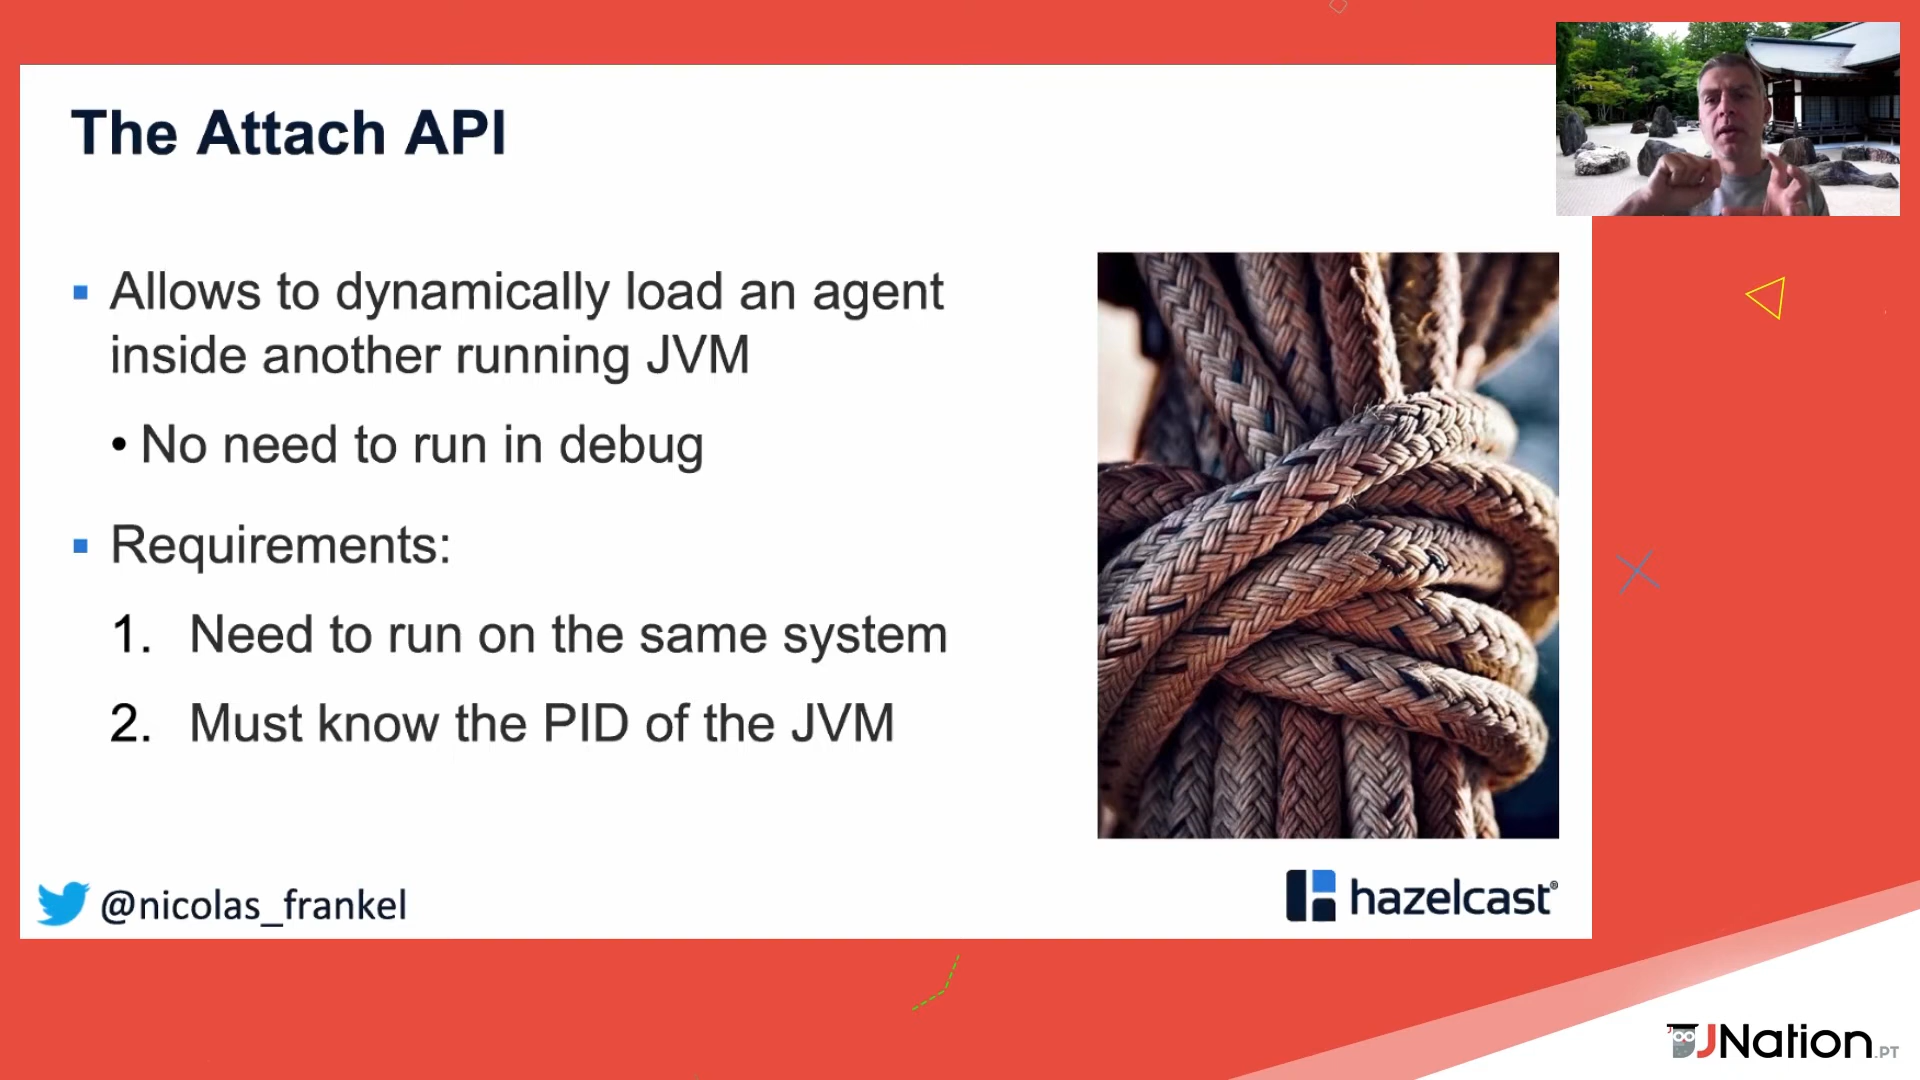 The Attach API
Allows to dynamically load an agent
inside another running JVM
No need to run in debug
Requirements:
1. Need to run on the same system
2. Must know the PID of the JVM
@nicolas_frankel
hazelcast®
JNation.PT